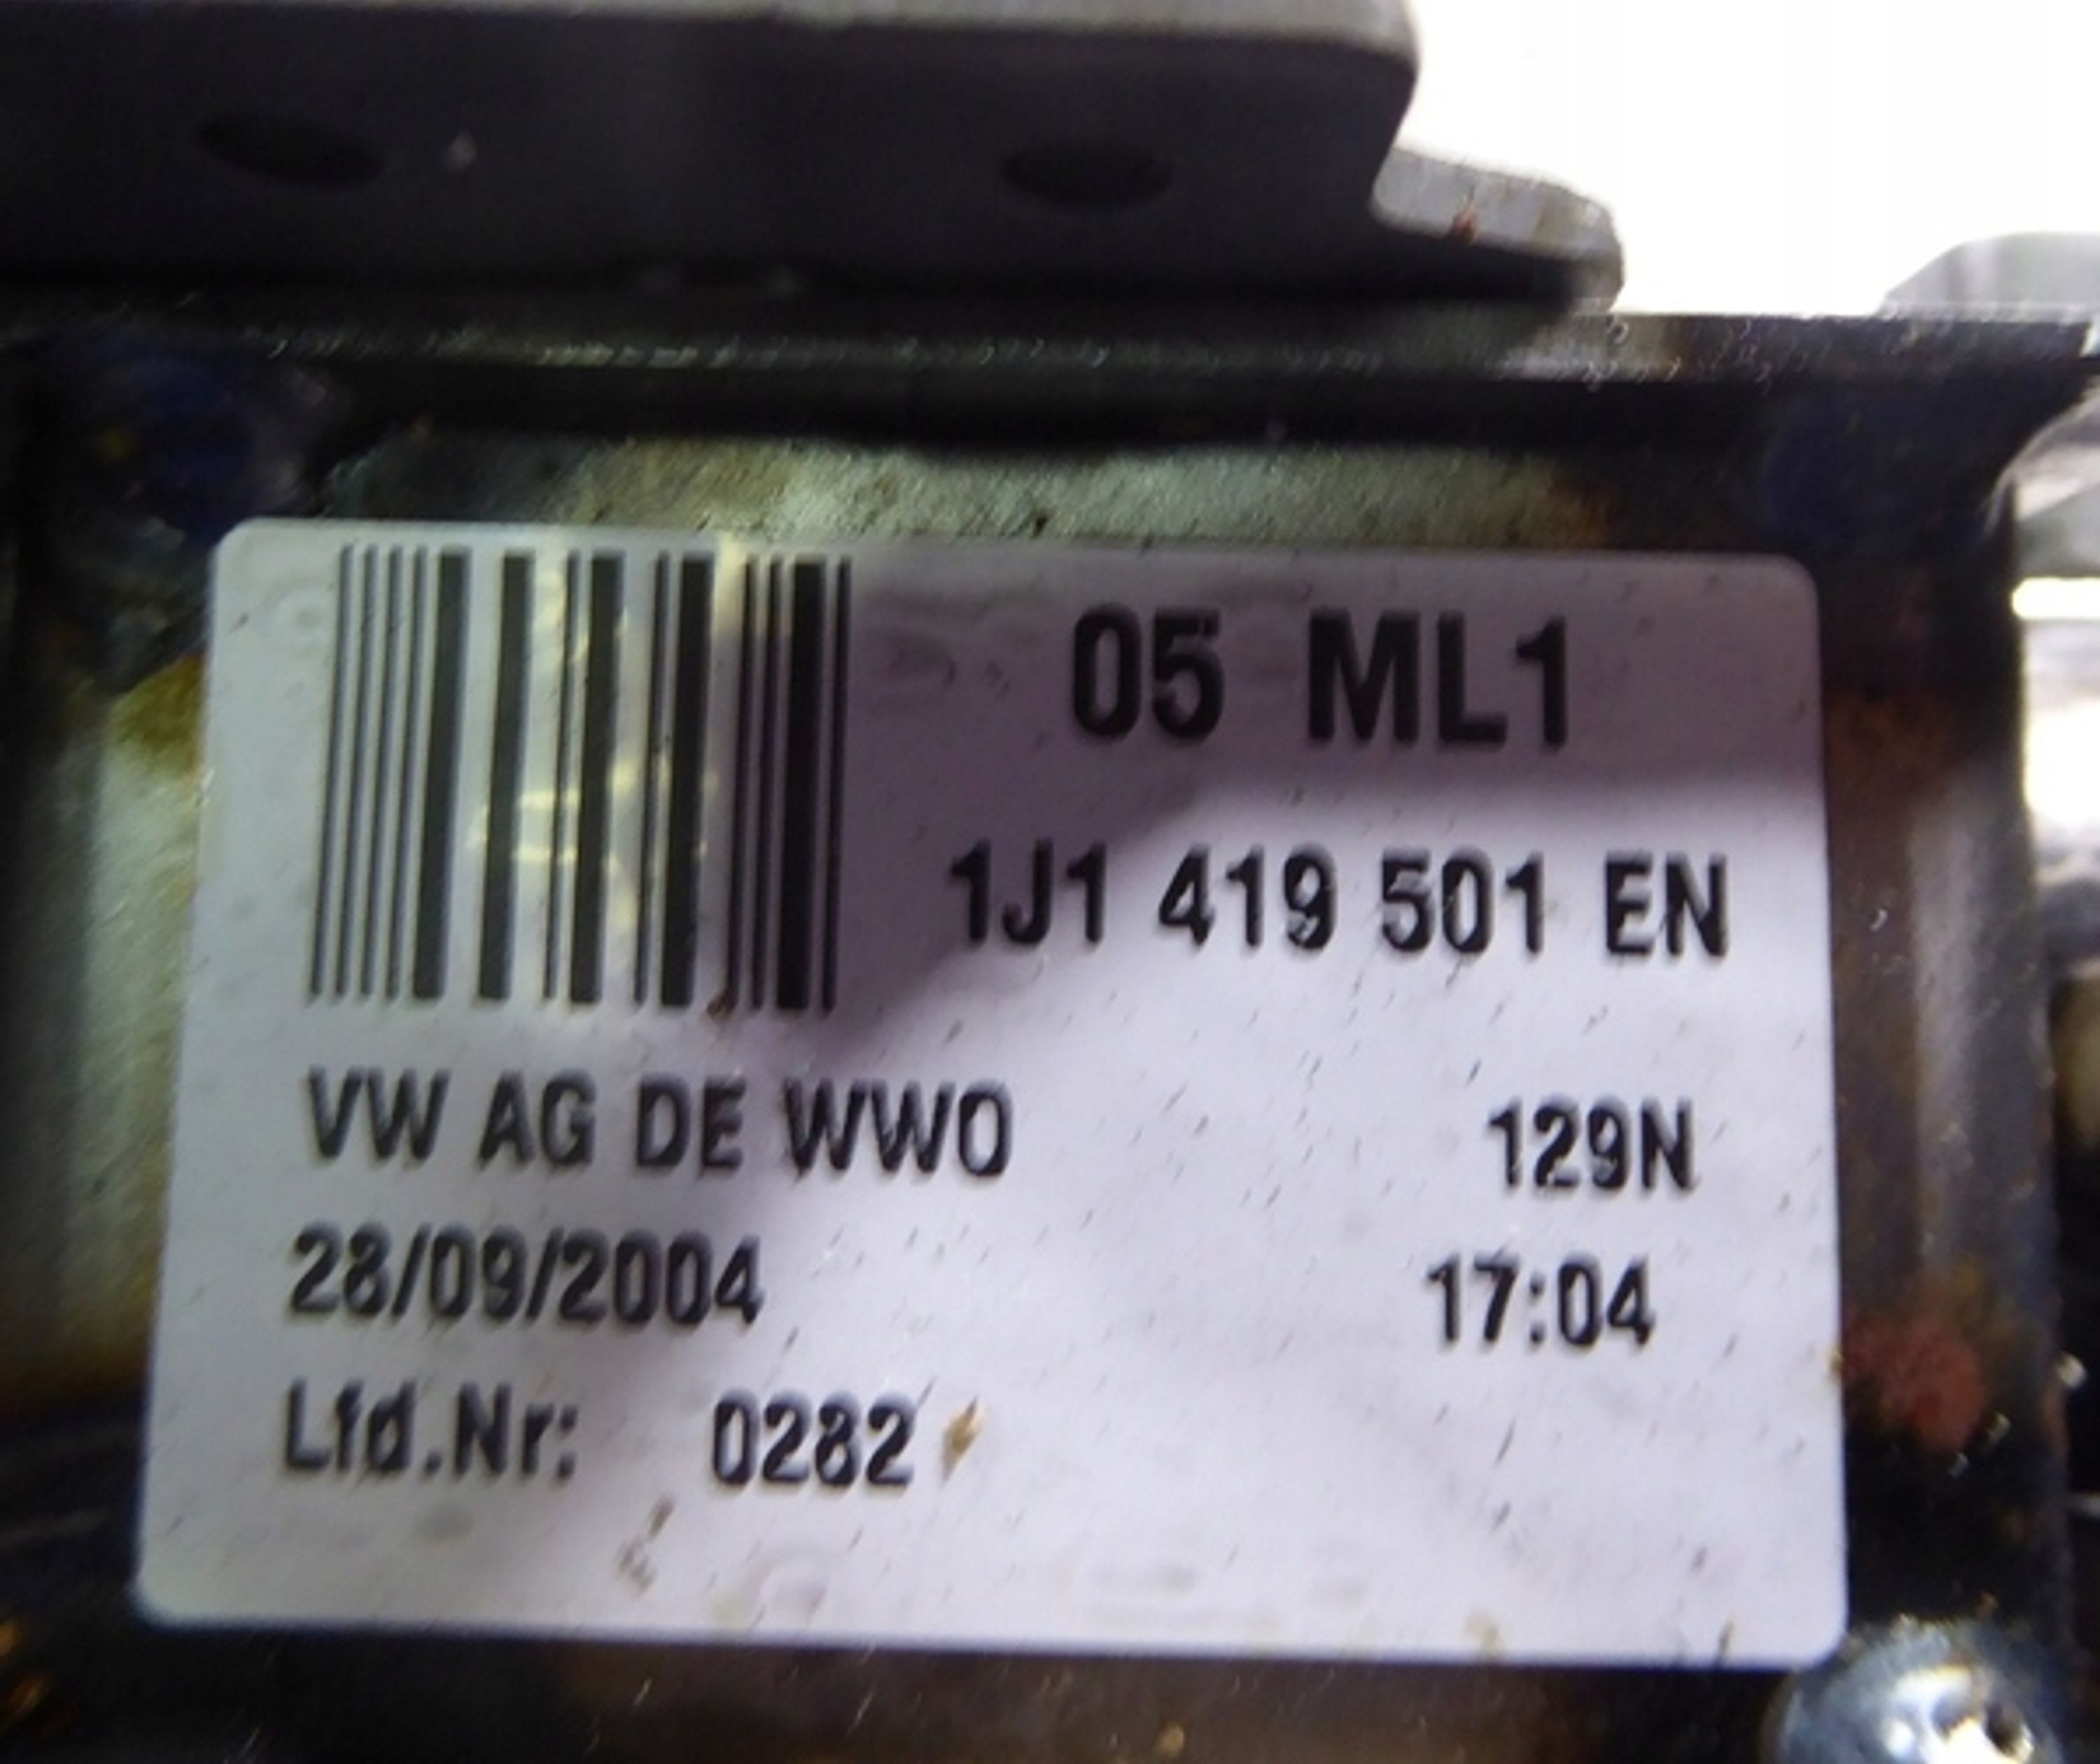 05 ML1
1J1 419 501 EN
VW AG DE WWO 129N
28/09/2004 17:04
Lfd.Nr: 0282